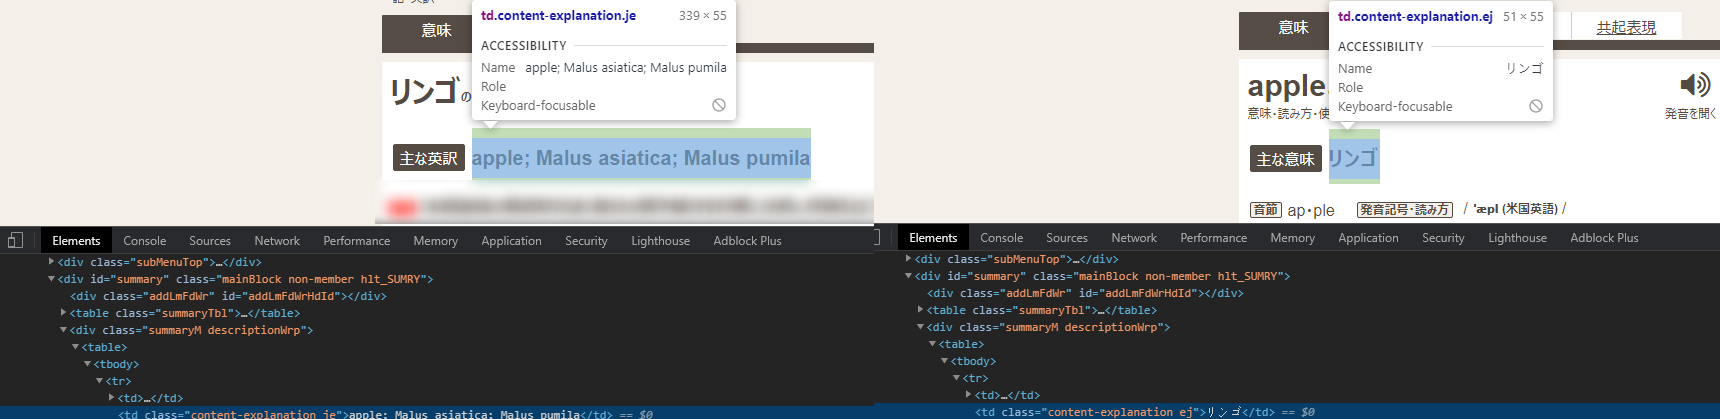 意味
td.content-explanation.je 339 × 55
ACCESSIBILITY
Name apple; Malus asiatica; Malus pumila
Role
Keyboard-focusable
リンゴの
主な英訳 apple; Malus asiatica; Malus pumila
Elements Console Sources Network Performance Memory Application Security Lighthouse Adblock Plus
<div class="subMenuTop">…</div>
<div id="summary" class="mainBlock non-member hlt_SUMRY">
<div class="addLmFdWr" id="addLmFdWrHdId"></div>
<table class="summaryTbl">…</table>
<div class="summaryM descriptionWrp">
<table>
<tbody>
<tr>
<td>…</td>
<td class="content-explanation je">apple; Malus asiatica; Malus pumila</td> == $0
意味
td.content-explanation.ej 51 × 55
共起表現
ACCESSIBILITY
Name リンゴ
Role
Keyboard-focusable
apple
意味・読み方・使
発音を聞く
主な意味 リンゴ
音節 ap・ple 発音記号・読み方 / ˈæpl (米国英語) /
Elements Console Sources Network Performance Memory Application Security Lighthouse Adblock Plus
<div class="subMenuTop">…</div>
<div id="summary" class="mainBlock non-member hlt_SUMRY">
<div class="addLmFdWr" id="addLmFdWrHdId"></div>
<table class="summaryTbl">…</table>
<div class="summaryM descriptionWrp">
<table>
<tbody>
<tr>
<td>…</td>
<td class="content-explanation ej">リンゴ</td> == $0